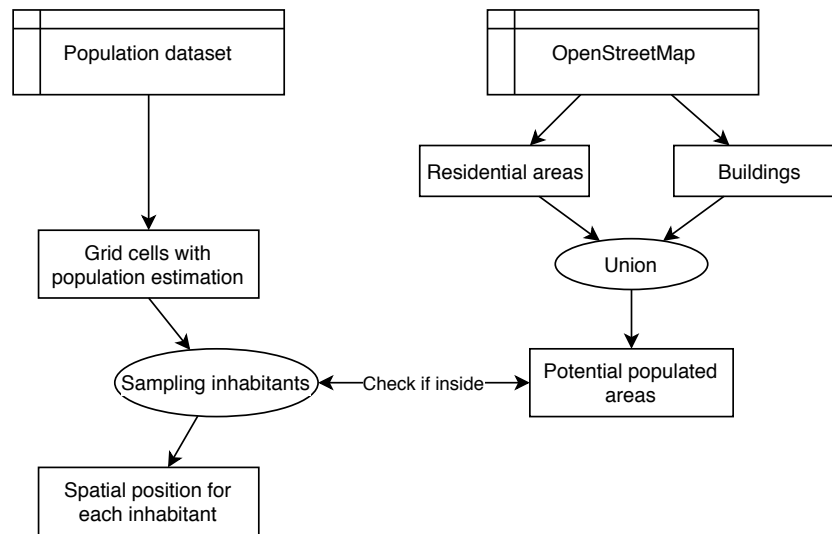 Population dataset
OpenStreetMap
Residential areas
Buildings
Grid cells with
population estimation
Union
Sampling inhabitants
Check if inside
Potential populated
areas
Spatial position for
each inhabitant